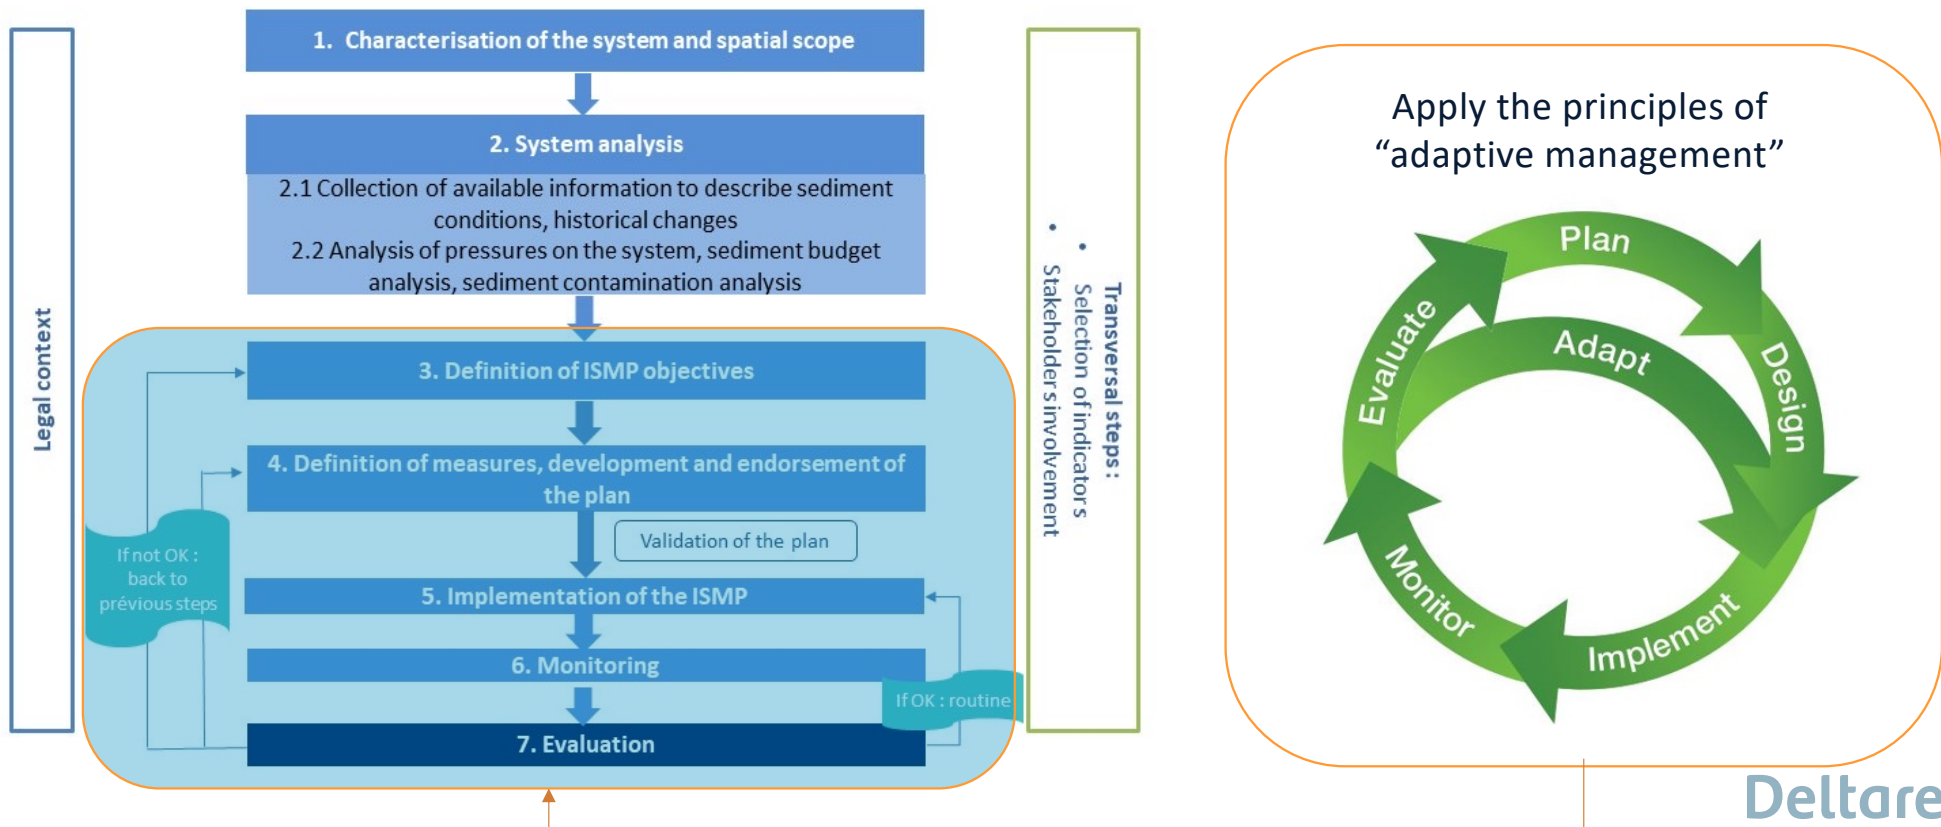 Legal context
1. Characterisation of the system and spatial scope
2. System analysis
2.1 Collection of available information to describe sediment
conditions, historical changes
2.2 Analysis of pressures on the system, sediment budget
analysis, sediment contamination analysis
3. Definition of ISMP objectives
4. Definition of measures, development and endorsement of
the plan
Validation of the plan
If not OK :
back to
prévious steps
5. Implementation of the ISMP
6. Monitoring
If OK : routine
7. Evaluation
Transversal steps :
• Selection of indicators
• Stakeholders involvement
Apply the principles of
“adaptive management”
Plan
Design
Implement
Monitor
Evaluate
Adapt
Deltare